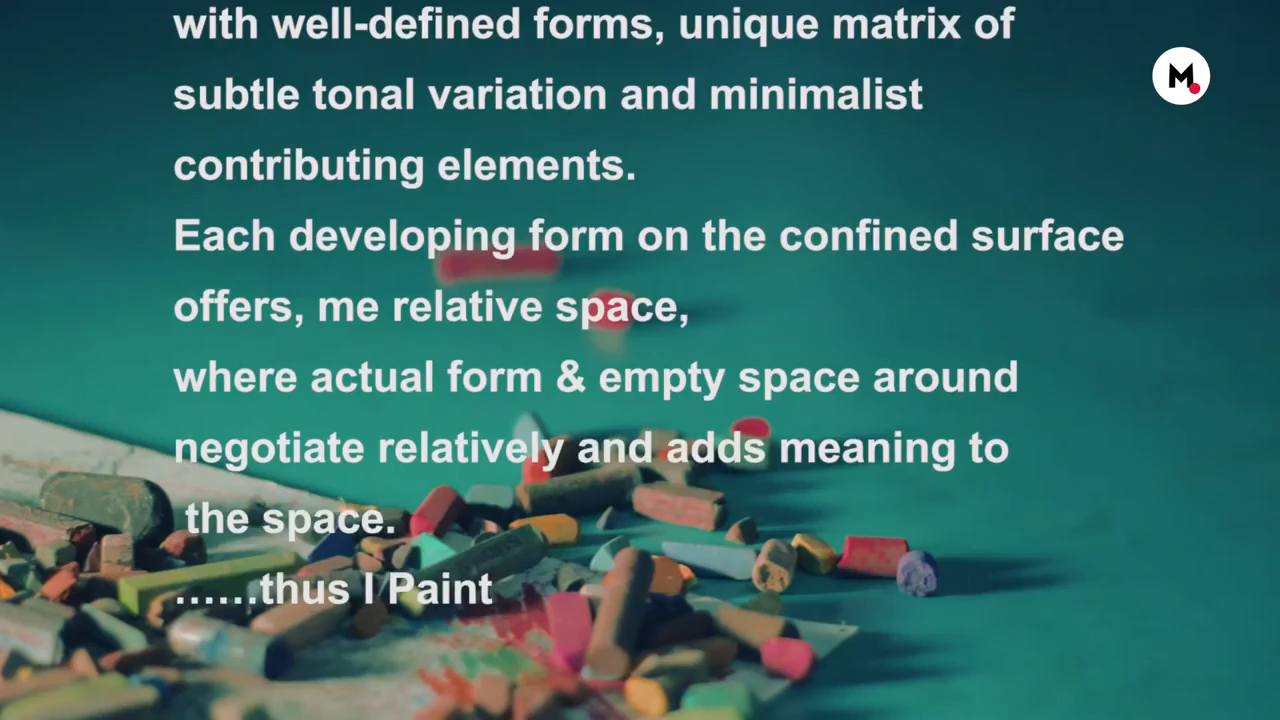 with well-defined forms, unique matrix of
subtle tonal variation and minimalist
contributing elements.
Each developing form on the confined surface
offers, me relative space,
where actual form & empty space around
negotiate relatively and adds meaning to
the space.
......thus I Paint
M.